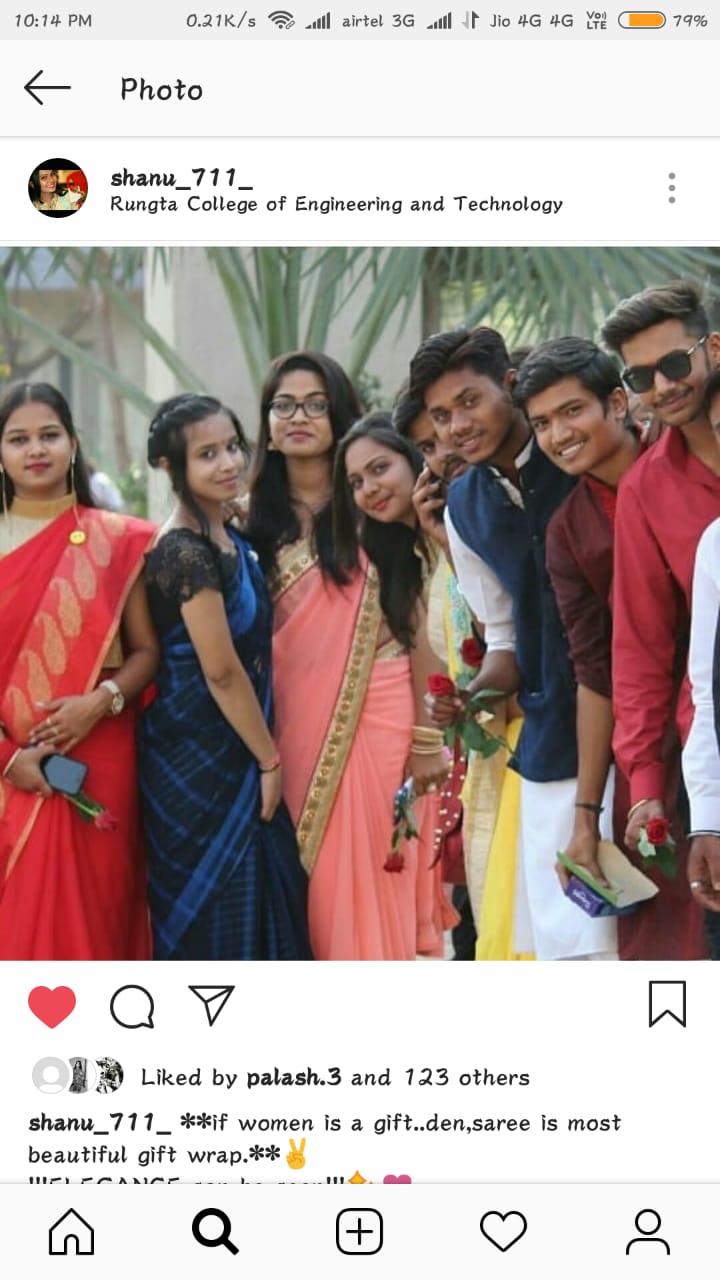 10:14 PM 0.21K/s airtel 3G Jio 4G 4G VoLTE 79%
Photo
shanu_711_
Rungta College of Engineering and Technology
Liked by palash.3 and 123 others
shanu_711_ **if women is a gift..den,saree is most
beautiful gift wrap.**✌